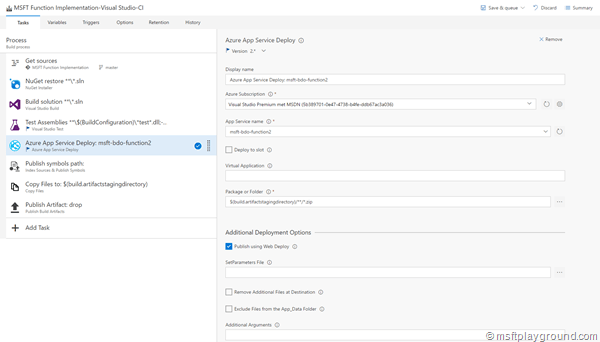 MSFT Function Implementation-Visual Studio-CI
Save & queue
Discard
Summary
Tasks
Variables
Triggers
Options
Retention
History
Process
Build process
Get sources
MSFT Function Implementation
master
NuGet restore **\*.sln
NuGet Installer
Build solution **\*.sln
Visual Studio Build
Test Assemblies **\$(BuildConfiguration)\*test*.dll;-...
Visual Studio Test
Azure App Service Deploy: msft-bdo-function2
Azure App Service Deploy
Publish symbols path:
Index Sources & Publish Symbols
Copy Files to: $(build.artifactstagingdirectory)
Copy Files
Publish Artifact: drop
Publish Build Artifacts
Add Task
Azure App Service Deploy
Remove
Version 2.*
Display name
Azure App Service Deploy: msft-bdo-function2
Azure Subscription *
Visual Studio Premium met MSDN (5b389701-0e47-4738-b4fe-ddb67ac3a036)
App Service name *
msft-bdo-function2
Deploy to slot
Virtual Application
Package or Folder *
$(build.artifactstagingdirectory)/**/*.zip
Additional Deployment Options
Publish using Web Deploy
SetParameters File
Remove Additional Files at Destination
Exclude Files from the App_Data Folder
Additional Arguments
© msftplayground.com